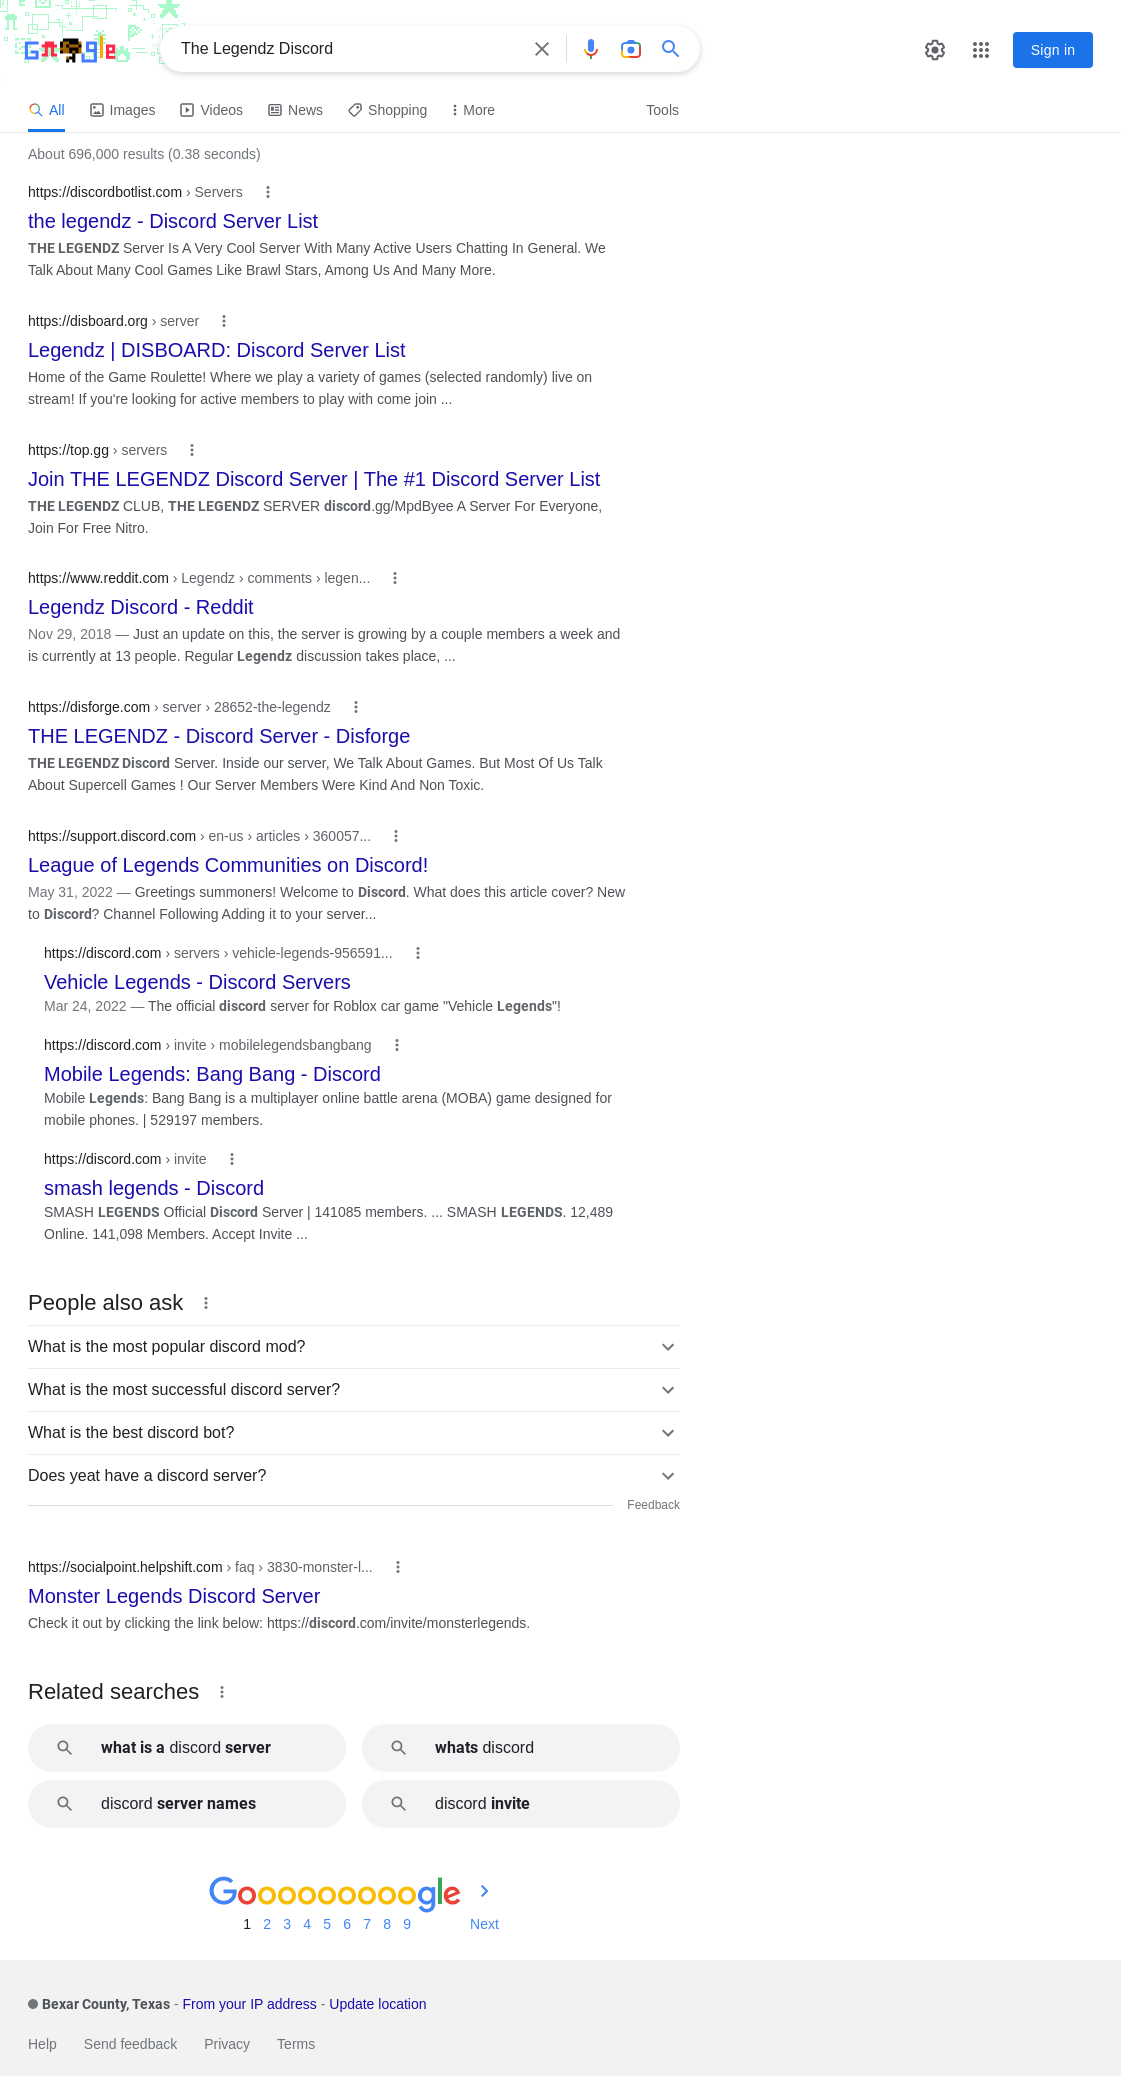 The Legendz Discord
Sign in
All Images Videos News Shopping More Tools
About 696,000 results (0.38 seconds)
https://discordbotlist.com › Servers
the legendz - Discord Server List
THE LEGENDZ Server Is A Very Cool Server With Many Active Users Chatting In General. We
Talk About Many Cool Games Like Brawl Stars, Among Us And Many More.
https://disboard.org › server
Legendz | DISBOARD: Discord Server List
Home of the Game Roulette! Where we play a variety of games (selected randomly) live on
stream! If you're looking for active members to play with come join ...
https://top.gg › servers
Join THE LEGENDZ Discord Server | The #1 Discord Server List
THE LEGENDZ CLUB, THE LEGENDZ SERVER discord.gg/MpdByee A Server For Everyone,
Join For Free Nitro.
https://www.reddit.com › Legendz › comments › legen...
Legendz Discord - Reddit
Nov 29, 2018 — Just an update on this, the server is growing by a couple members a week and
is currently at 13 people. Regular Legendz discussion takes place, ...
https://disforge.com › server › 28652-the-legendz
THE LEGENDZ - Discord Server - Disforge
THE LEGENDZ Discord Server. Inside our server, We Talk About Games. But Most Of Us Talk
About Supercell Games ! Our Server Members Were Kind And Non Toxic.
https://support.discord.com › en-us › articles › 360057...
League of Legends Communities on Discord!
May 31, 2022 — Greetings summoners! Welcome to Discord. What does this article cover? New
to Discord? Channel Following Adding it to your server...
https://discord.com › servers › vehicle-legends-956591...
Vehicle Legends - Discord Servers
Mar 24, 2022 — The official discord server for Roblox car game "Vehicle Legends"!
https://discord.com › invite › mobilelegendsbangbang
Mobile Legends: Bang Bang - Discord
Mobile Legends: Bang Bang is a multiplayer online battle arena (MOBA) game designed for
mobile phones. | 529197 members.
https://discord.com › invite
smash legends - Discord
SMASH LEGENDS Official Discord Server | 141085 members. ... SMASH LEGENDS. 12,489
Online. 141,098 Members. Accept Invite ...
People also ask
What is the most popular discord mod?
What is the most successful discord server?
What is the best discord bot?
Does yeat have a discord server?
Feedback
https://socialpoint.helpshift.com › faq › 3830-monster-l...
Monster Legends Discord Server
Check it out by clicking the link below: https://discord.com/invite/monsterlegends.
Related searches
what is a discord server
whats discord
discord server names
discord invite
Gooooooooogle
1 2 3 4 5 6 7 8 9 Next
Bexar County, Texas - From your IP address - Update location
Help Send feedback Privacy Terms